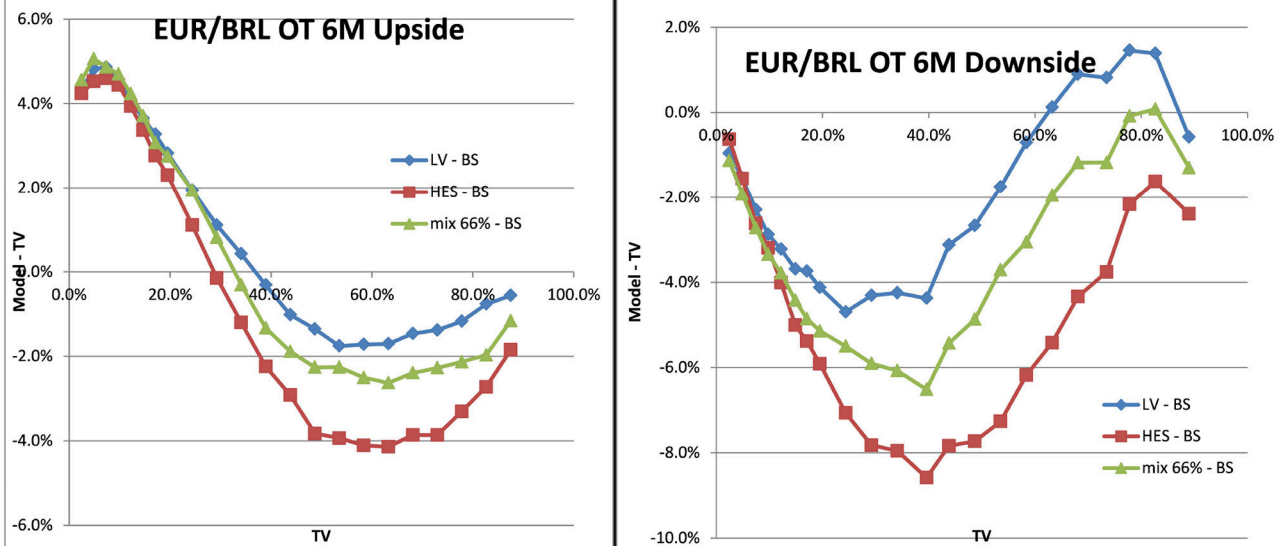 EUR/BRL OT 6M Upside
6.0%
4.0%
2.0%
0.0%
-2.0%
-4.0%
-6.0%
0.0%
20.0%
40.0%
60.0%
80.0%
100.0%
Model - TV
TV
LV - BS
HES - BS
mix 66% - BS
EUR/BRL OT 6M Downside
2.0%
0.0%
-2.0%
-4.0%
-6.0%
-8.0%
-10.0%
0.0%
20.0%
40.0%
60.0%
80.0%
100.0%
Model - TV
TV
LV - BS
HES - BS
mix 66% - BS